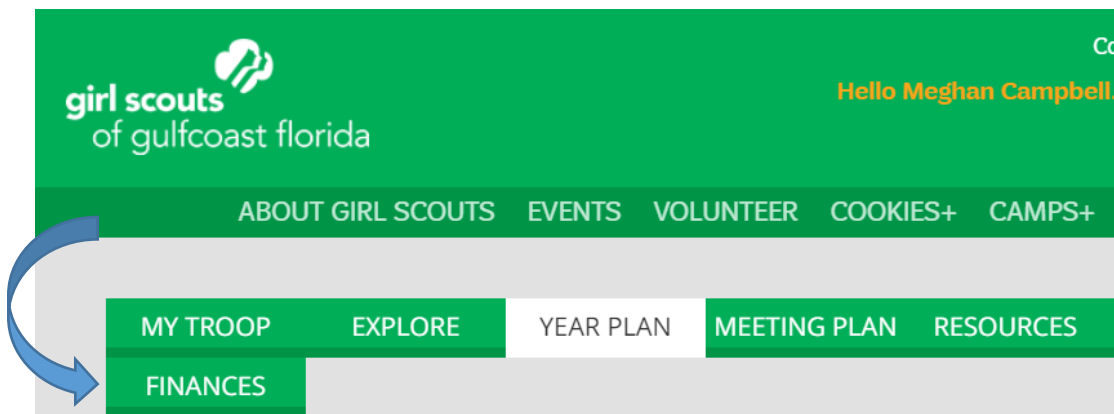 Co
Hello Meghan Campbell.
girl scouts
of gulfcoast florida
ABOUT GIRL SCOUTS EVENTS VOLUNTEER COOKIES+ CAMPS+
MY TROOP EXPLORE YEAR PLAN MEETING PLAN RESOURCES
FINANCES